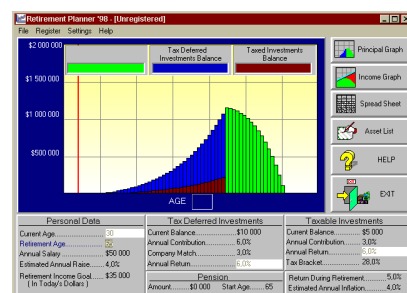 Retirement Planner '98 - [Unregistered]
File Register Settings Help
$2 000 000
$1 500 000
$1 000 000
$500 000
Tax Deferred
Investments Balance
Taxed Investments
Balance
AGE
Principal Graph
Income Graph
Spread Sheet
Asset List
HELP
EXIT
Personal Data
Current Age 30
Retirement Age
Annual Salary $50 000
Estimated Annual Raise 4,0%
Retirement Income Goal $35 000
( In Today's Dollars )
Tax Deferred Investments
Current Balance $10 000
Annual Contribution 6,0%
Company Match 3,0%
Annual Return 6,0%
Pension
Amount $0 000 Start Age 65
Taxable Investments
Current Balance $5 000
Annual Contribution 3,0%
Annual Return 6,0%
Tax Bracket 28,0%
Return During Retirement 5,0%
Estimated Annual Inflation 4,0%